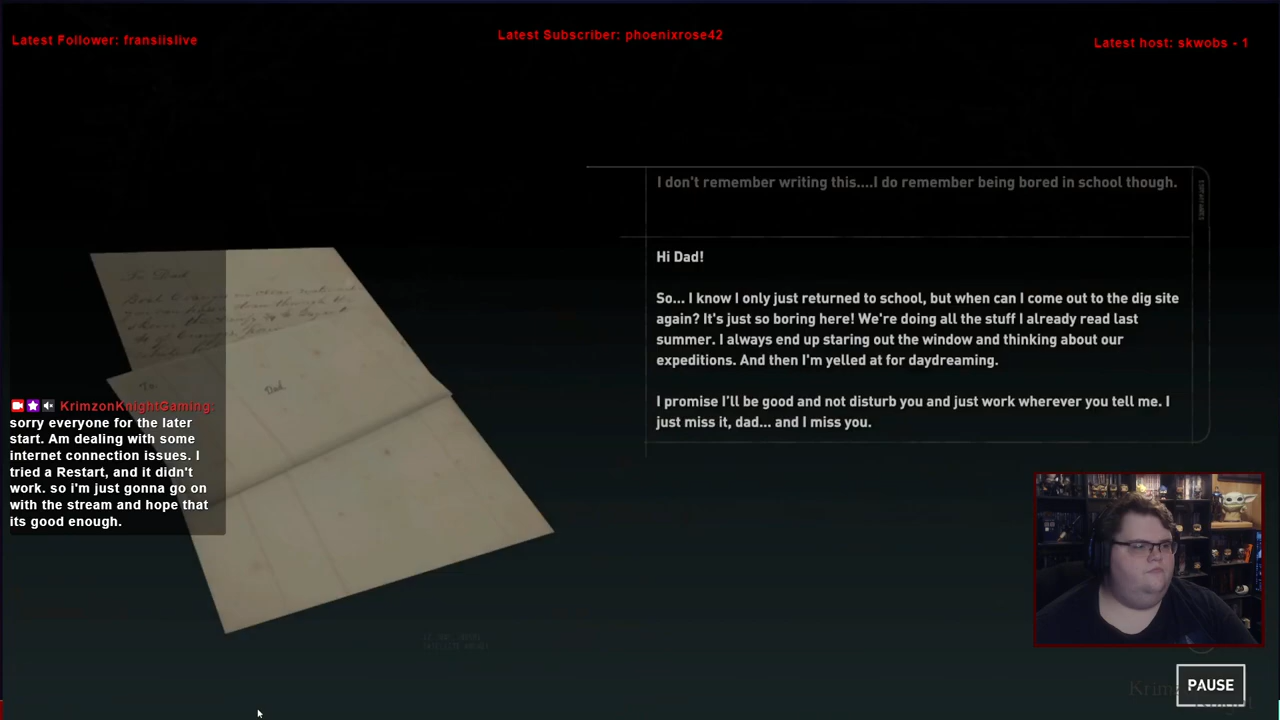 Latest Follower: fransiislive
Latest Subscriber: phoenixrose42
Latest host: skwobs - 1
I don't remember writing this....I do remember being bored in school though.
Hi Dad!
So... I know I only just returned to school, but when can I come out to the dig site
again? It's just so boring here! We're doing all the stuff I already read last
summer. I always end up staring out the window and thinking about our
expeditions. And then I'm yelled at for daydreaming.
I promise I'll be good and not disturb you and just work wherever you tell me. I
just miss it, dad... and I miss you.
To Dad
To Dad
KrimzonKnightGaming:
sorry everyone for the later
start. Am dealing with some
internet connection issues. I
tried a Restart, and it didn't
work. so i'm just gonna go on
with the stream and hope that
its good enough.
PAUSE